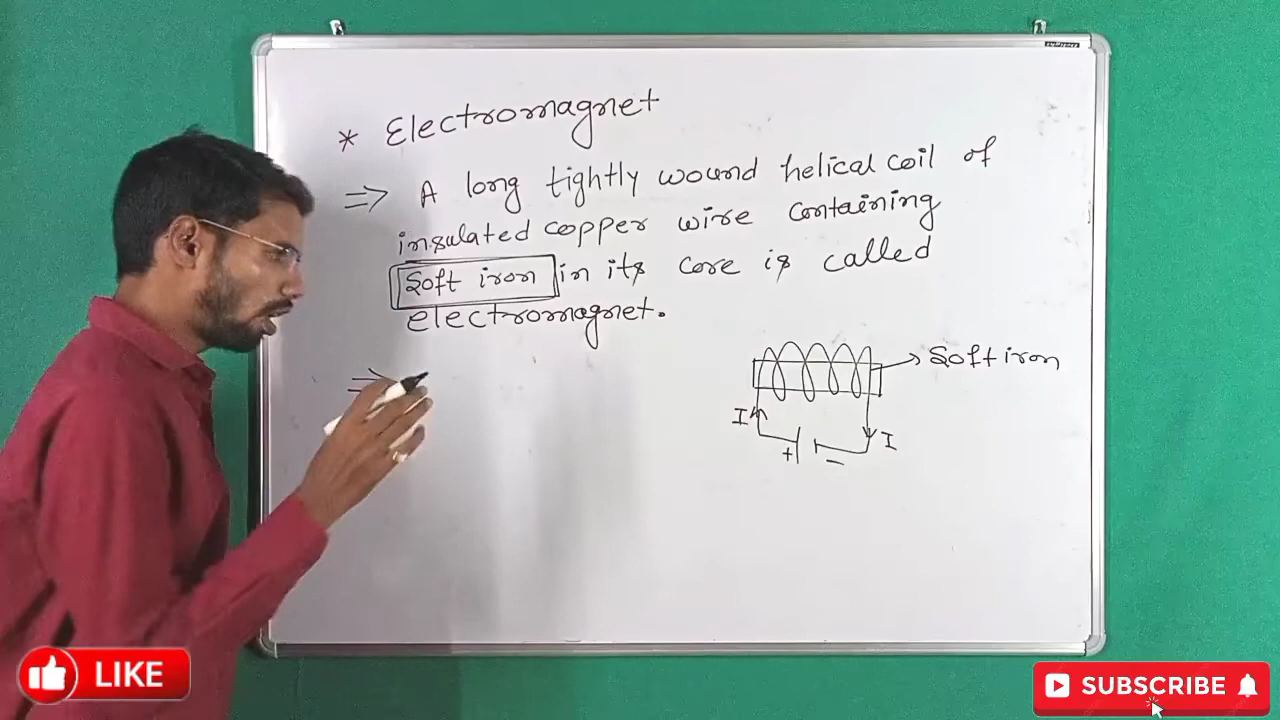 * Electromagnet
⇒ A long tightly wound helical coil of
insulated copper wire containing
Soft iron in its core is called
electromagnet.
⇒
→ Soft iron
I
I
+
−
LIKE
SUBSCRIBE